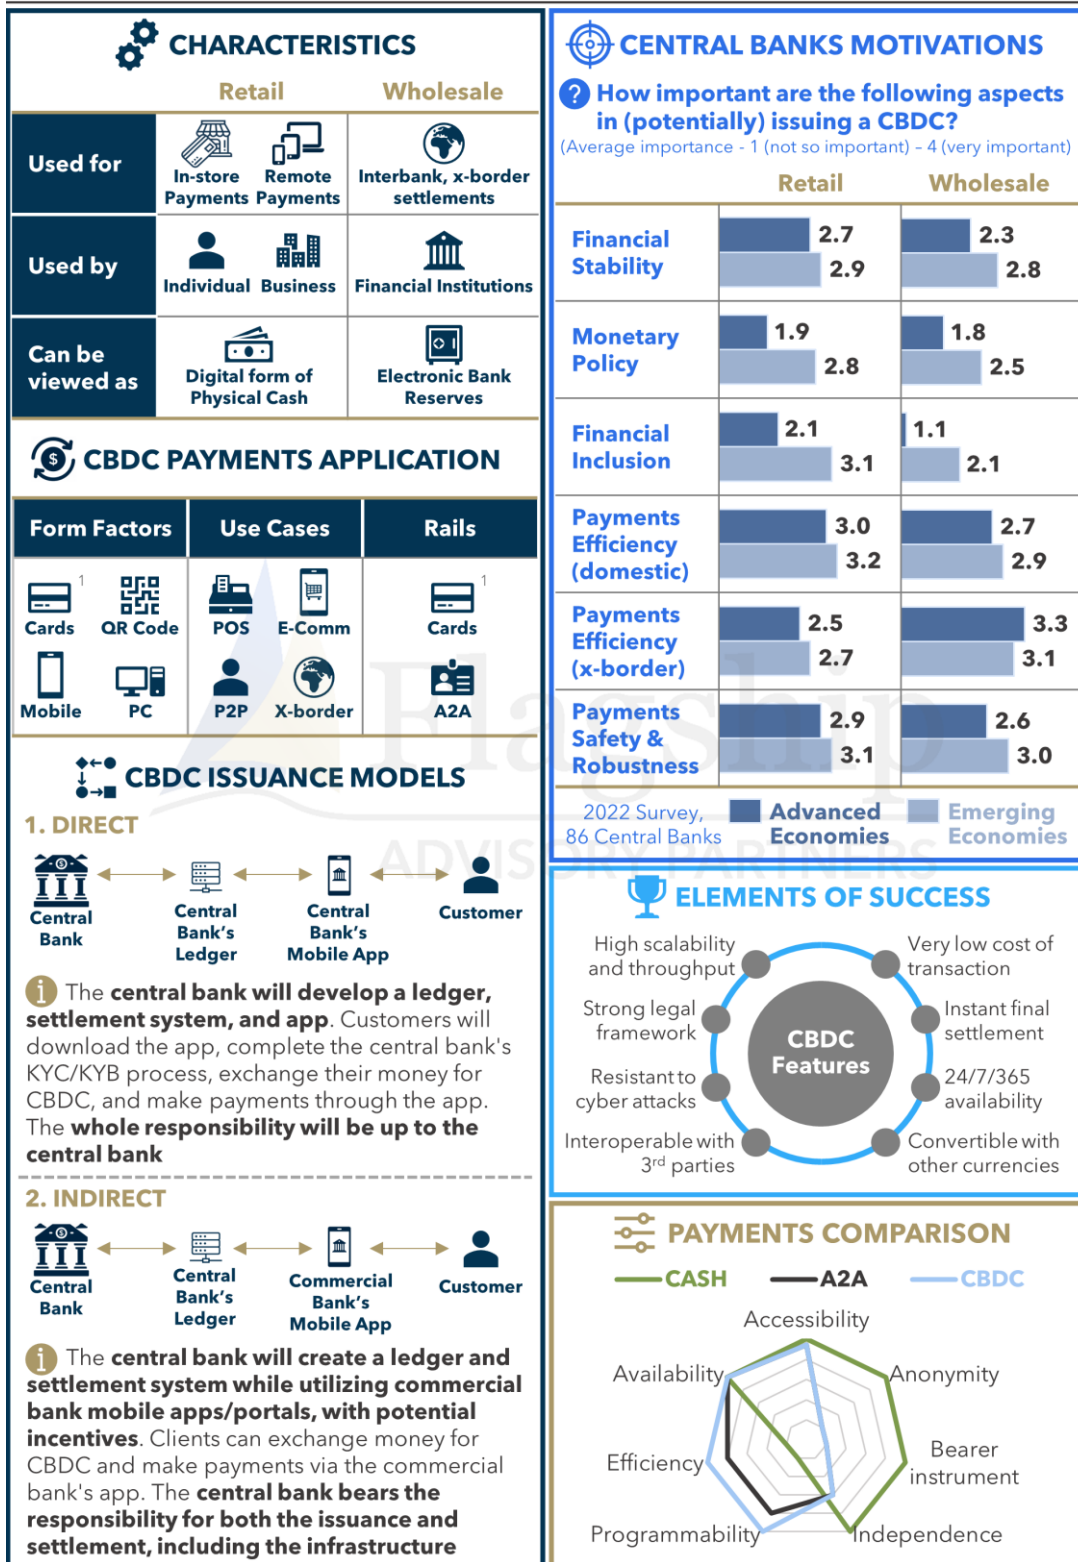 CHARACTERISTICS
Retail
Wholesale
Used for
In-store
Payments
Remote
Payments
Interbank, x-border
settlements
Used by
Individual
Business
Financial Institutions
Can be
viewed as
Digital form of
Physical Cash
Electronic Bank
Reserves
CBDC PAYMENTS APPLICATION
Form Factors
Use Cases
Rails
Cards 1
QR Code
POS
E-Comm
Cards 1
Mobile
PC
P2P
X-border
A2A
CBDC ISSUANCE MODELS
1. DIRECT
Central
Bank
Central
Bank's
Ledger
Central
Bank's
Mobile App
Customer
The central bank will develop a ledger,
settlement system, and app. Customers will
download the app, complete the central bank's
KYC/KYB process, exchange their money for
CBDC, and make payments through the app.
The whole responsibility will be up to the
central bank
2. INDIRECT
Central
Bank
Central
Bank's
Ledger
Commercial
Bank's
Mobile App
Customer
The central bank will create a ledger and
settlement system while utilizing commercial
bank mobile apps/portals, with potential
incentives. Clients can exchange money for
CBDC and make payments via the commercial
bank's app. The central bank bears the
responsibility for both the issuance and
settlement, including the infrastructure
CENTRAL BANKS MOTIVATIONS
? How important are the following aspects
in (potentially) issuing a CBDC?
(Average importance - 1 (not so important) – 4 (very important)
Retail
Wholesale
Financial
Stability
2.7
2.9
2.3
2.8
Monetary
Policy
1.9
2.8
1.8
2.5
Financial
Inclusion
2.1
3.1
1.1
2.1
Payments
Efficiency
(domestic)
3.0
3.2
2.7
2.9
Payments
Efficiency
(x-border)
2.5
2.7
3.3
3.1
Payments
Safety &
Robustness
2.9
3.1
2.6
3.0
2022 Survey,
86 Central Banks
Advanced
Economies
Emerging
Economies
Flagship
ADVISORY PARTNERS
ELEMENTS OF SUCCESS
High scalability
and throughput
Very low cost of
transaction
Strong legal
framework
Instant final
settlement
CBDC
Features
Resistant to
cyber attacks
24/7/365
availability
Interoperable with
3rd parties
Convertible with
other currencies
PAYMENTS COMPARISON
CASH
A2A
CBDC
Accessibility
Availability
Anonymity
Efficiency
Bearer
instrument
Programmability
Independence